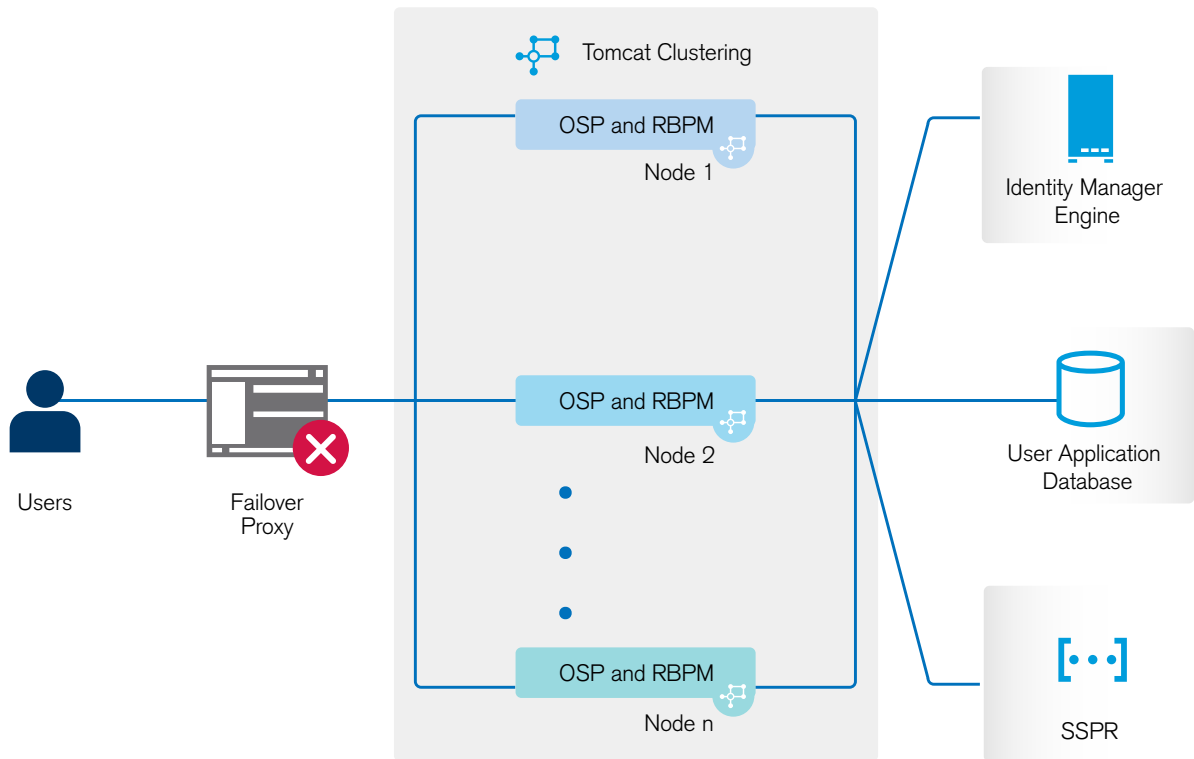 Tomcat Clustering
OSP and RBPM
Node 1
Identity Manager
Engine
OSP and RBPM
Node 2
User Application
Database
Users
Failover
Proxy
OSP and RBPM
Node n
SSPR